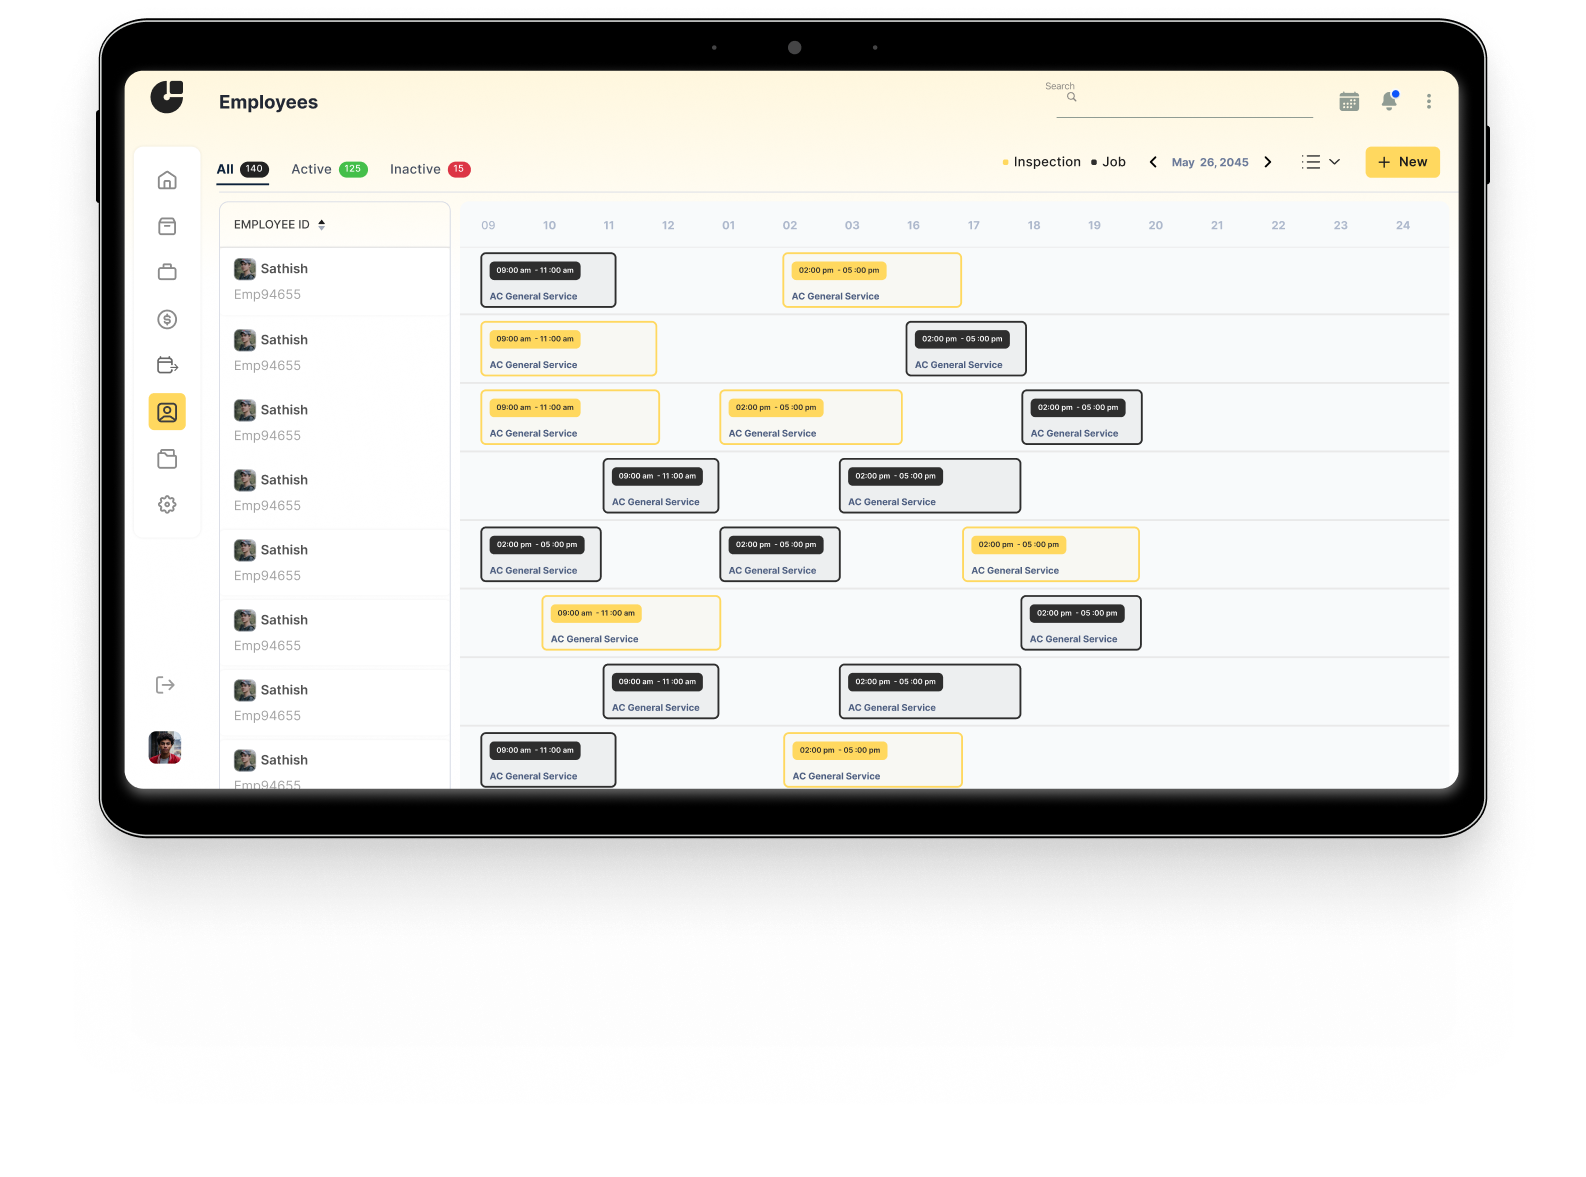 Employees
Search
All 140 Active 125 Inactive 15
Inspection Job May 26, 2045 New
EMPLOYEE ID
09 10 11 12 01 02 03 16 17 18 19 20 21 22 23 24
Sathish
Emp94655
09:00 am - 11 :00 am 02:00 pm - 05 :00 pm
AC General Service AC General Service
Sathish
Emp94655
09:00 am - 11 :00 am 02:00 pm - 05 :00 pm
AC General Service AC General Service
Sathish
Emp94655
09:00 am - 11 :00 am 02:00 pm - 05 :00 pm 02:00 pm - 05 :00 pm
AC General Service AC General Service AC General Service
Sathish
Emp94655
09:00 am - 11 :00 am 02:00 pm - 05 :00 pm
AC General Service AC General Service
Sathish
Emp94655
02:00 pm - 05 :00 pm 02:00 pm - 05 :00 pm 02:00 pm - 05 :00 pm
AC General Service AC General Service AC General Service
Sathish
Emp94655
09:00 am - 11 :00 am 02:00 pm - 05 :00 pm
AC General Service AC General Service
Sathish
Emp94655
09:00 am - 11 :00 am 02:00 pm - 05 :00 pm
AC General Service AC General Service
Sathish
Emp94655
09:00 am - 11 :00 am 02:00 pm - 05 :00 pm
AC General Service AC General Service